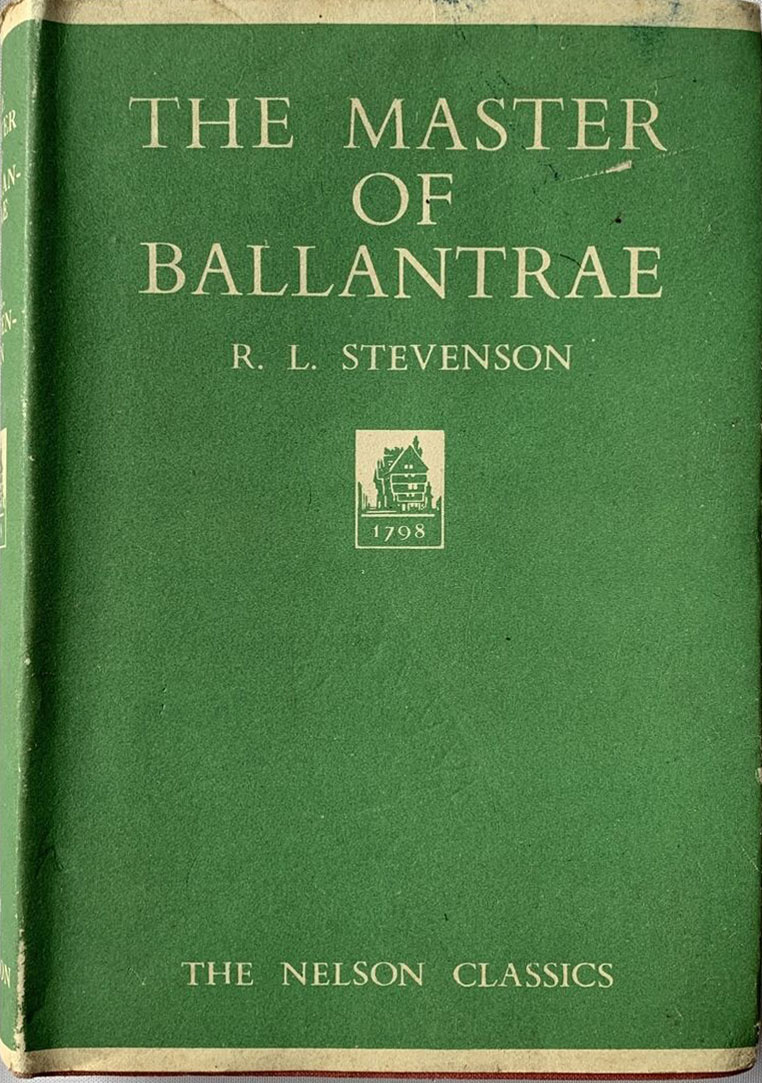 THE MASTER
OF
BALLANTRAE
R. L. STEVENSON
1798
THE NELSON CLASSICS